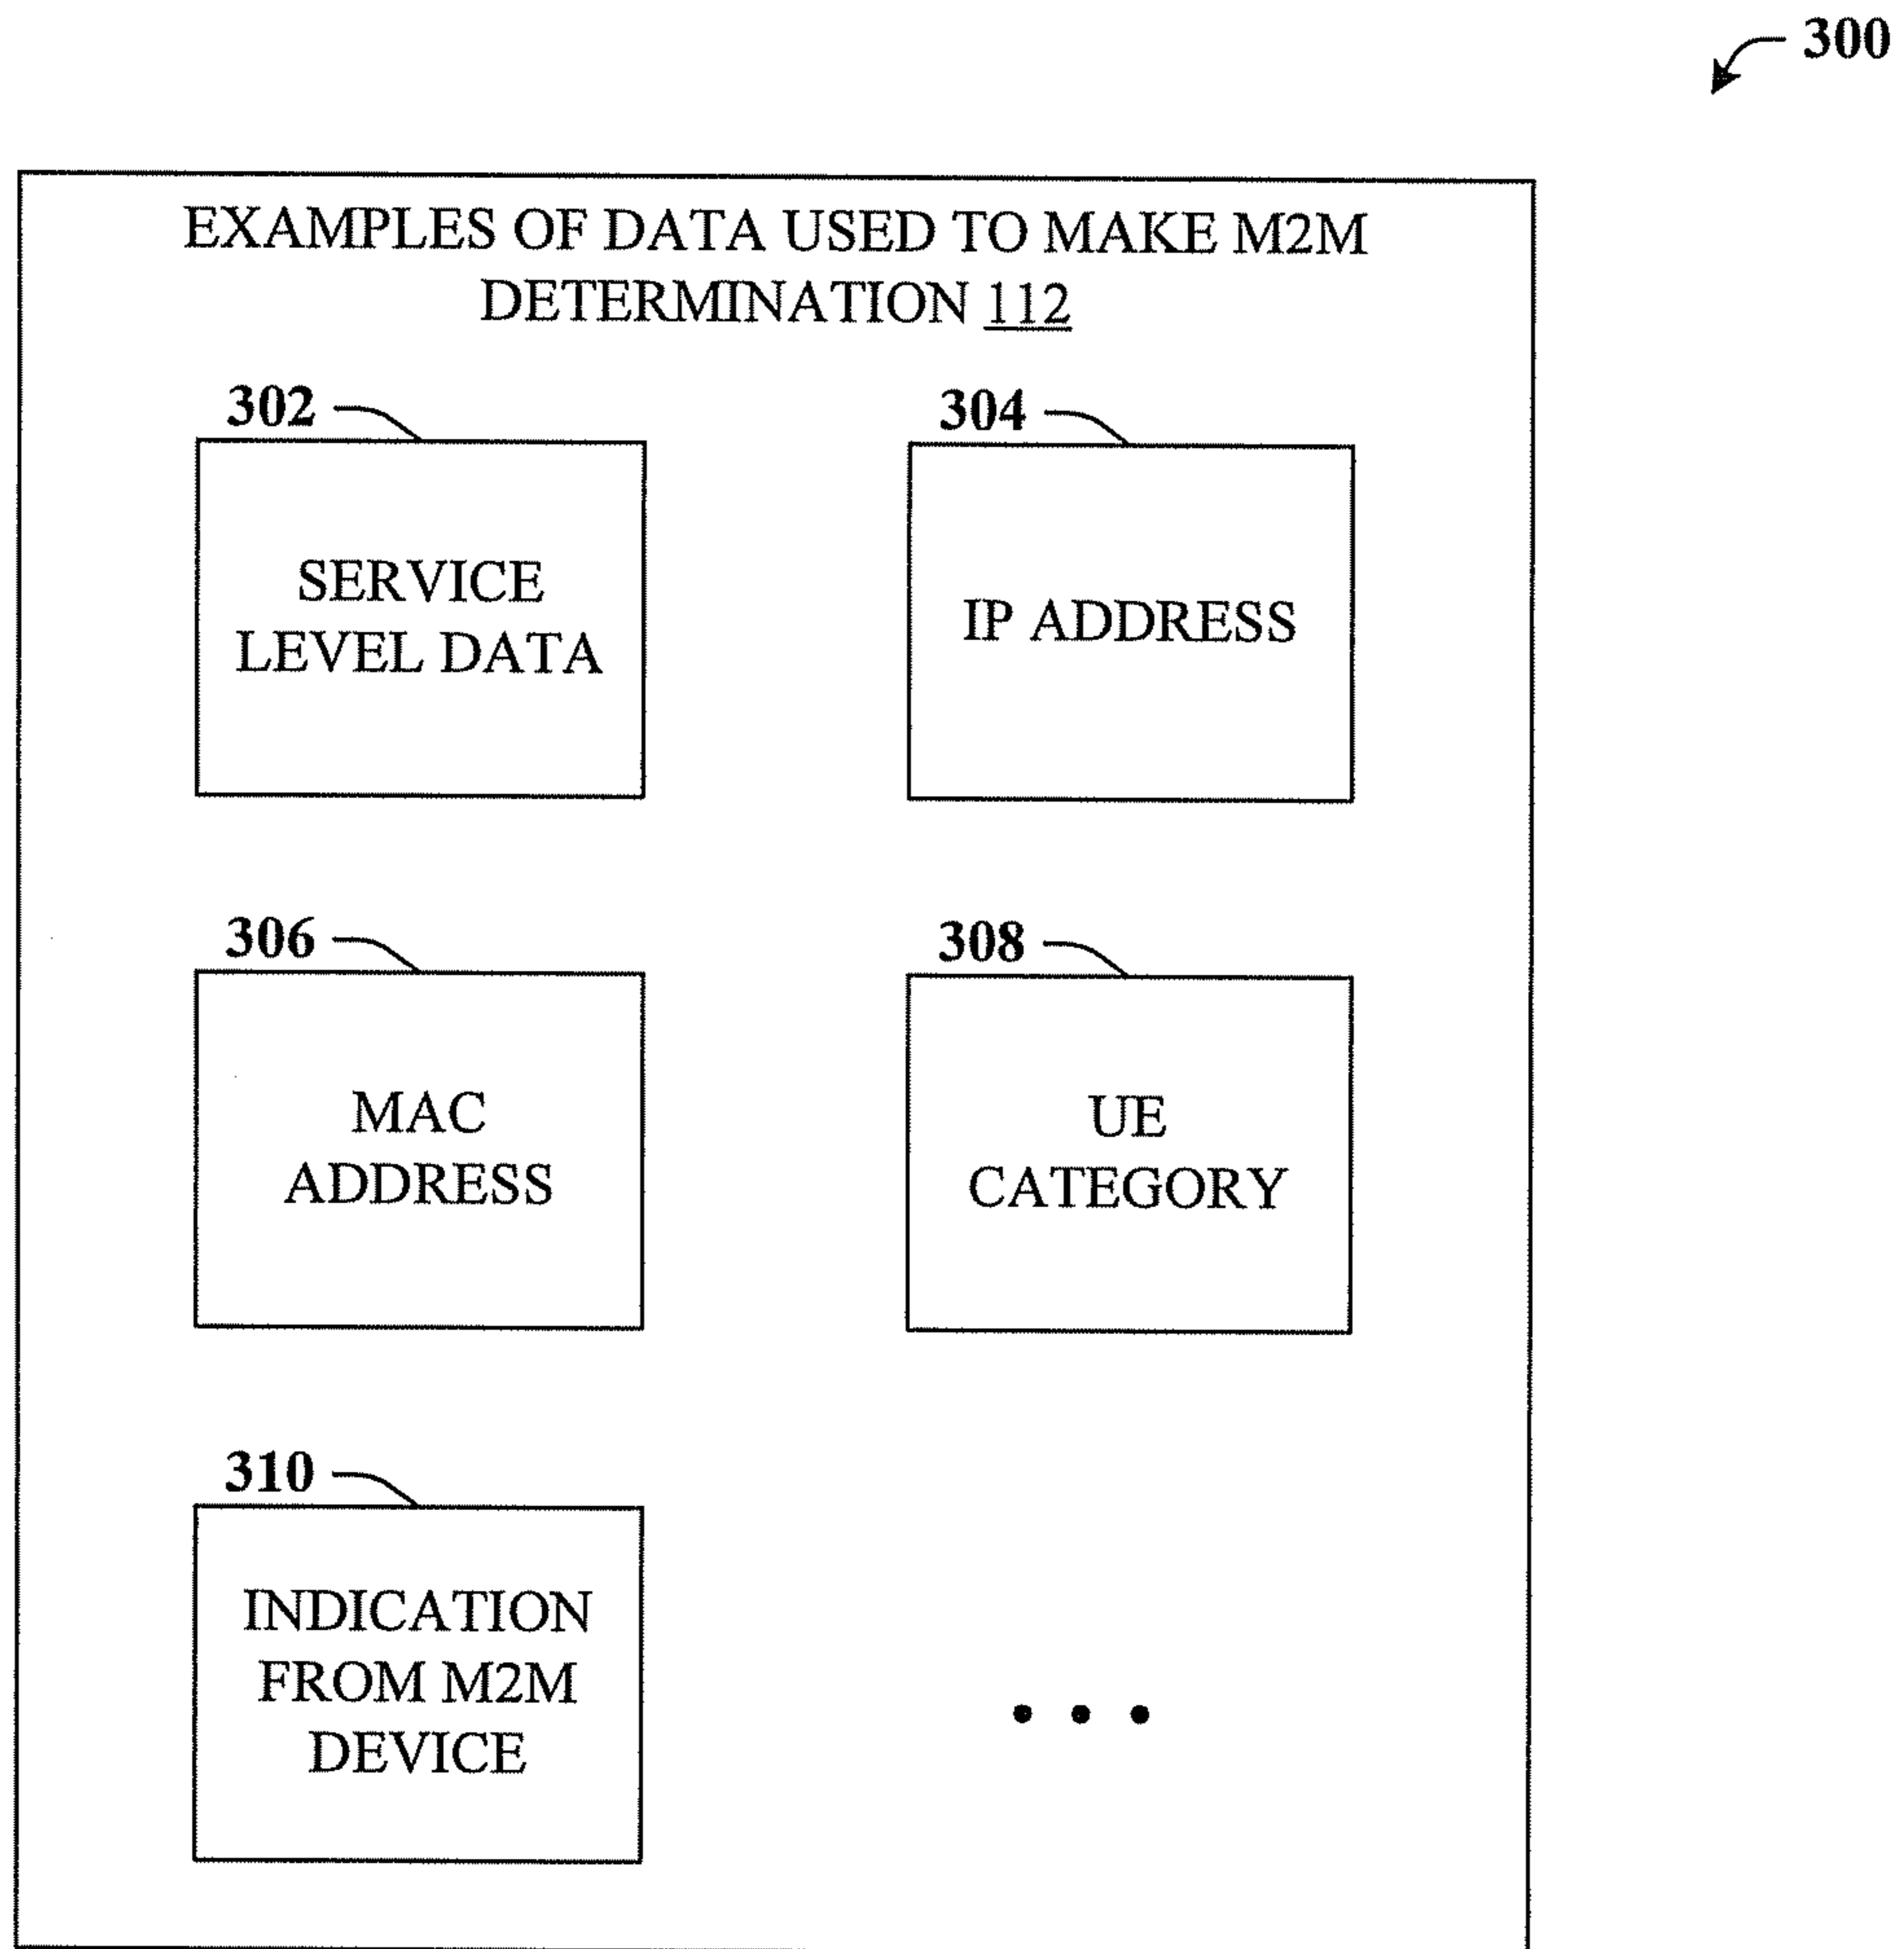 300
EXAMPLES OF DATA USED TO MAKE M2M
DETERMINATION 112
302
SERVICE
LEVEL DATA
304
IP ADDRESS
306
MAC
ADDRESS
308
UE
CATEGORY
310
INDICATION
FROM M2M
DEVICE
• • •